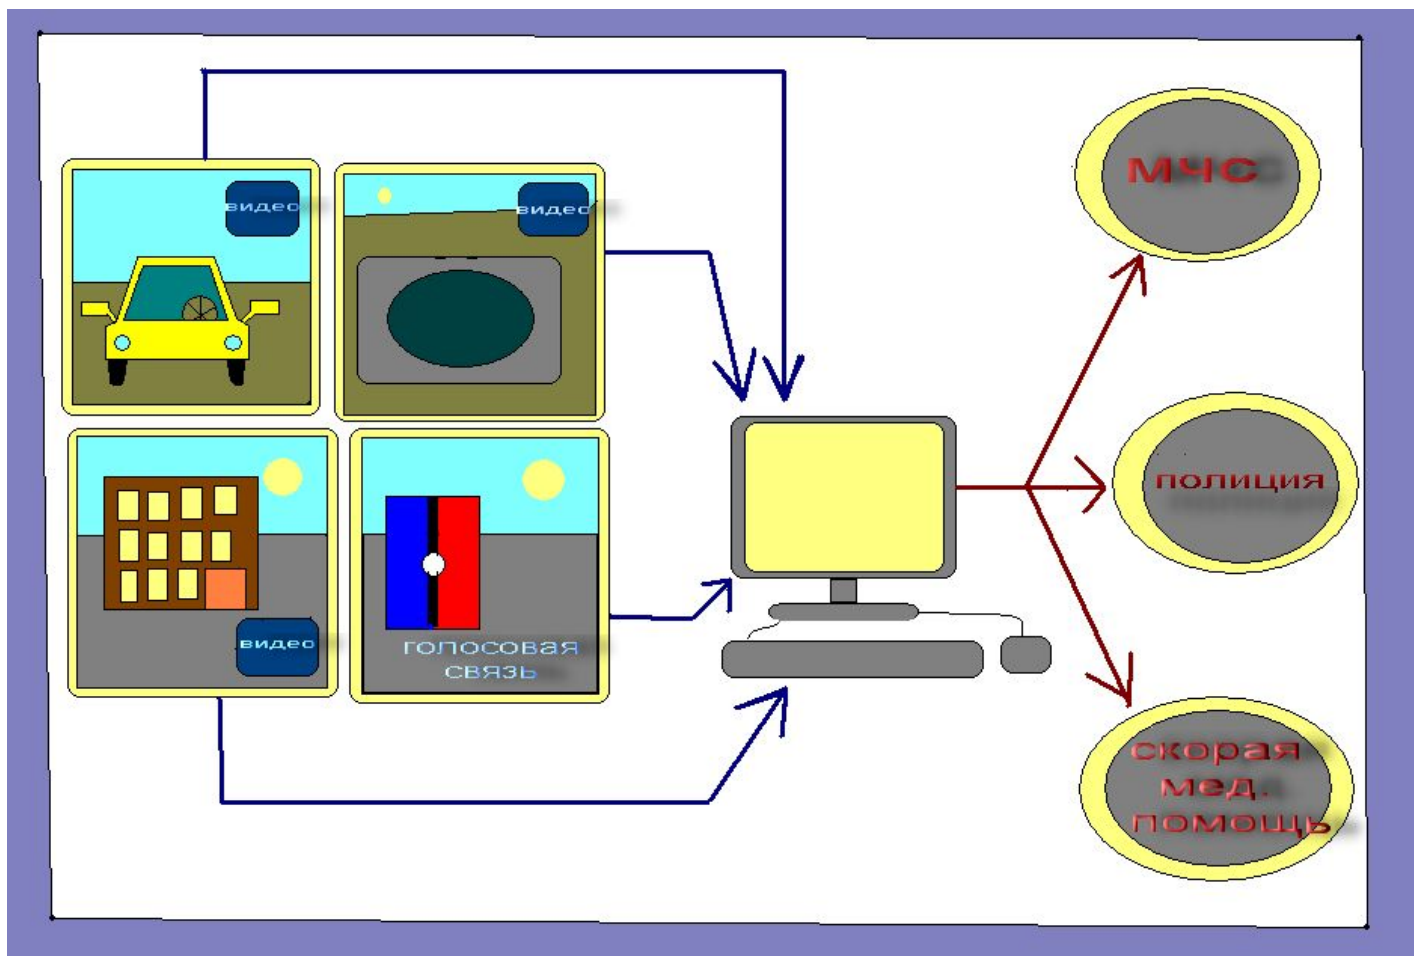 видео
видео
видео
голосовая
связь
МЧС
полиция
скорая
мед.
помощь